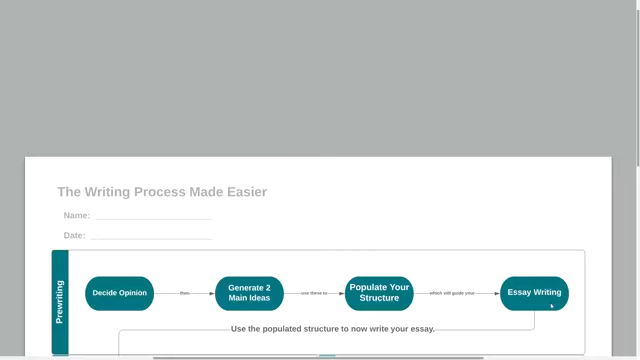 The Writing Process Made Easier
Name:
Date:
Prewriting
Decide Opinion
then
Generate 2
Main Ideas
use these to
Populate Your
Structure
which will guide your
Essay Writing
Use the populated structure to now write your essay.